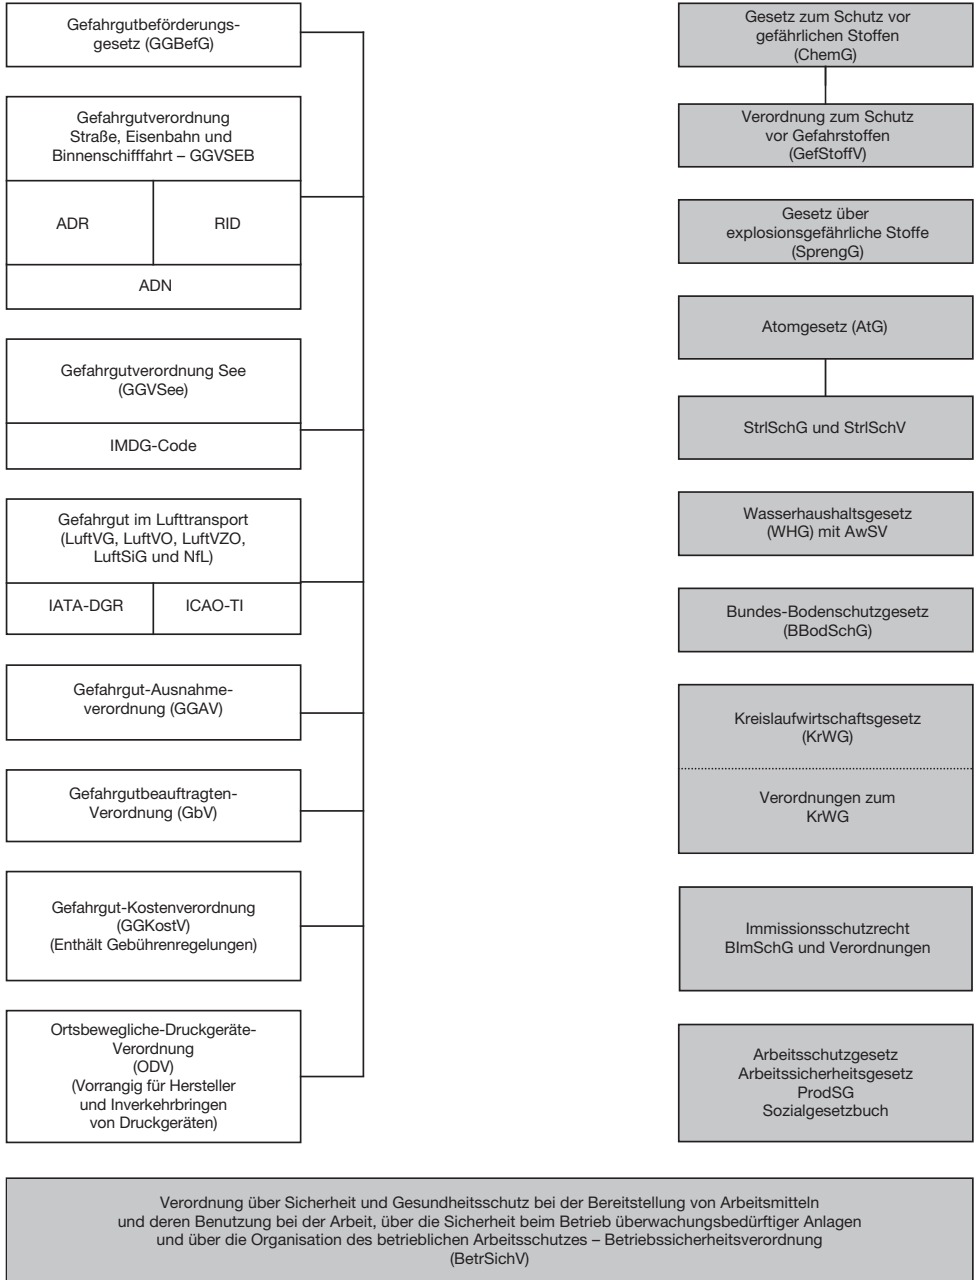 Gefahrgutbeförderungs-
gesetz (GGBefG)
Gefahrgutverordnung
Straße, Eisenbahn und
Binnenschifffahrt – GGVSEB
ADR
RID
ADN
Gefahrgutverordnung See
(GGVSee)
IMDG-Code
Gefahrgut im Lufttransport
(LuftVG, LuftVO, LuftVZO,
LuftSiG und NfL)
IATA-DGR
ICAO-TI
Gefahrgut-Ausnahme-
verordnung (GGAV)
Gefahrgutbeauftragten-
Verordnung (GbV)
Gefahrgut-Kostenverordnung
(GGKostV)
(Enthält Gebührenregelungen)
Ortsbewegliche-Druckgeräte-
Verordnung
(ODV)
(Vorrangig für Hersteller
und Inverkehrbringen
von Druckgeräten)
Gesetz zum Schutz vor
gefährlichen Stoffen
(ChemG)
Verordnung zum Schutz
vor Gefahrstoffen
(GefStoffV)
Gesetz über
explosionsgefährliche Stoffe
(SprengG)
Atomgesetz (AtG)
StrlSchG und StrlSchV
Wasserhaushaltsgesetz
(WHG) mit AwSV
Bundes-Bodenschutzgesetz
(BBodSchG)
Kreislaufwirtschaftsgesetz
(KrWG)
Verordnungen zum
KrWG
Immissionsschutzrecht
BImSchG und Verordnungen
Arbeitsschutzgesetz
Arbeitssicherheitsgesetz
ProdSG
Sozialgesetzbuch
Verordnung über Sicherheit und Gesundheitsschutz bei der Bereitstellung von Arbeitsmitteln
und deren Benutzung bei der Arbeit, über die Sicherheit beim Betrieb überwachungsbedürftiger Anlagen
und über die Organisation des betrieblichen Arbeitsschutzes – Betriebssicherheitsverordnung
(BetrSichV)